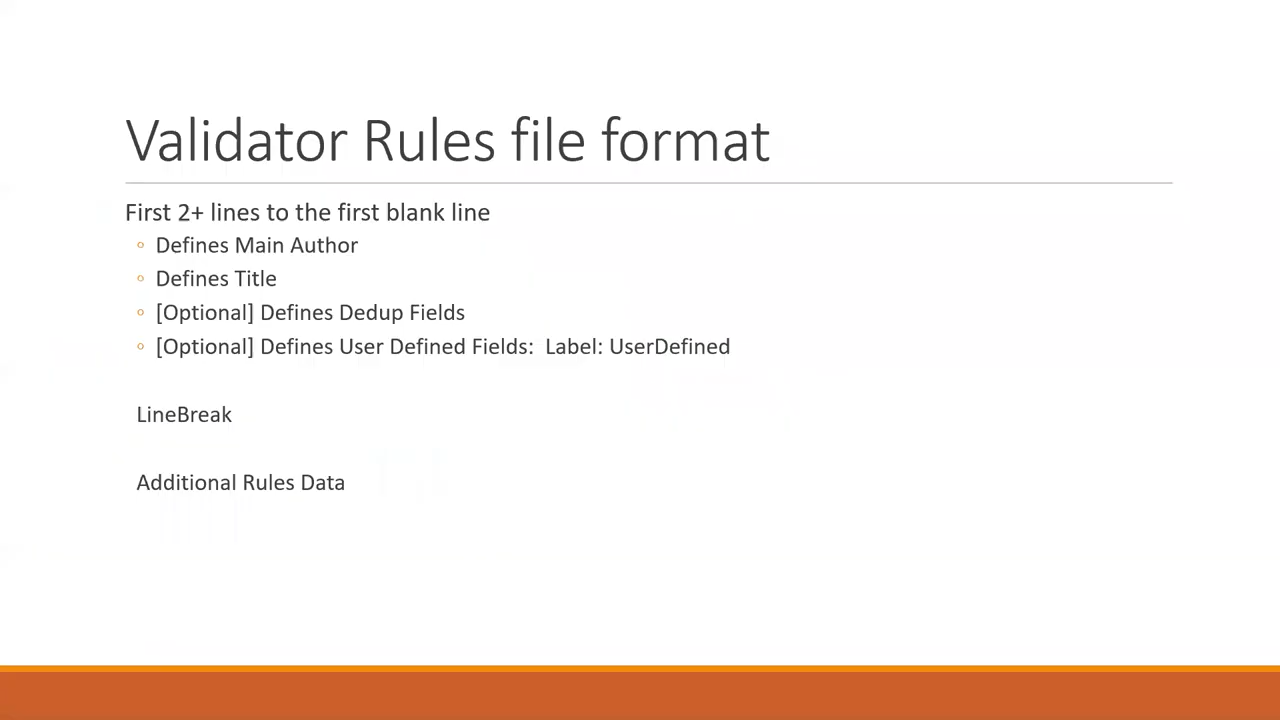 Validator Rules file format
First 2+ lines to the first blank line
Defines Main Author
Defines Title
[Optional] Defines Dedup Fields
[Optional] Defines User Defined Fields:  Label: UserDefined
LineBreak
Additional Rules Data